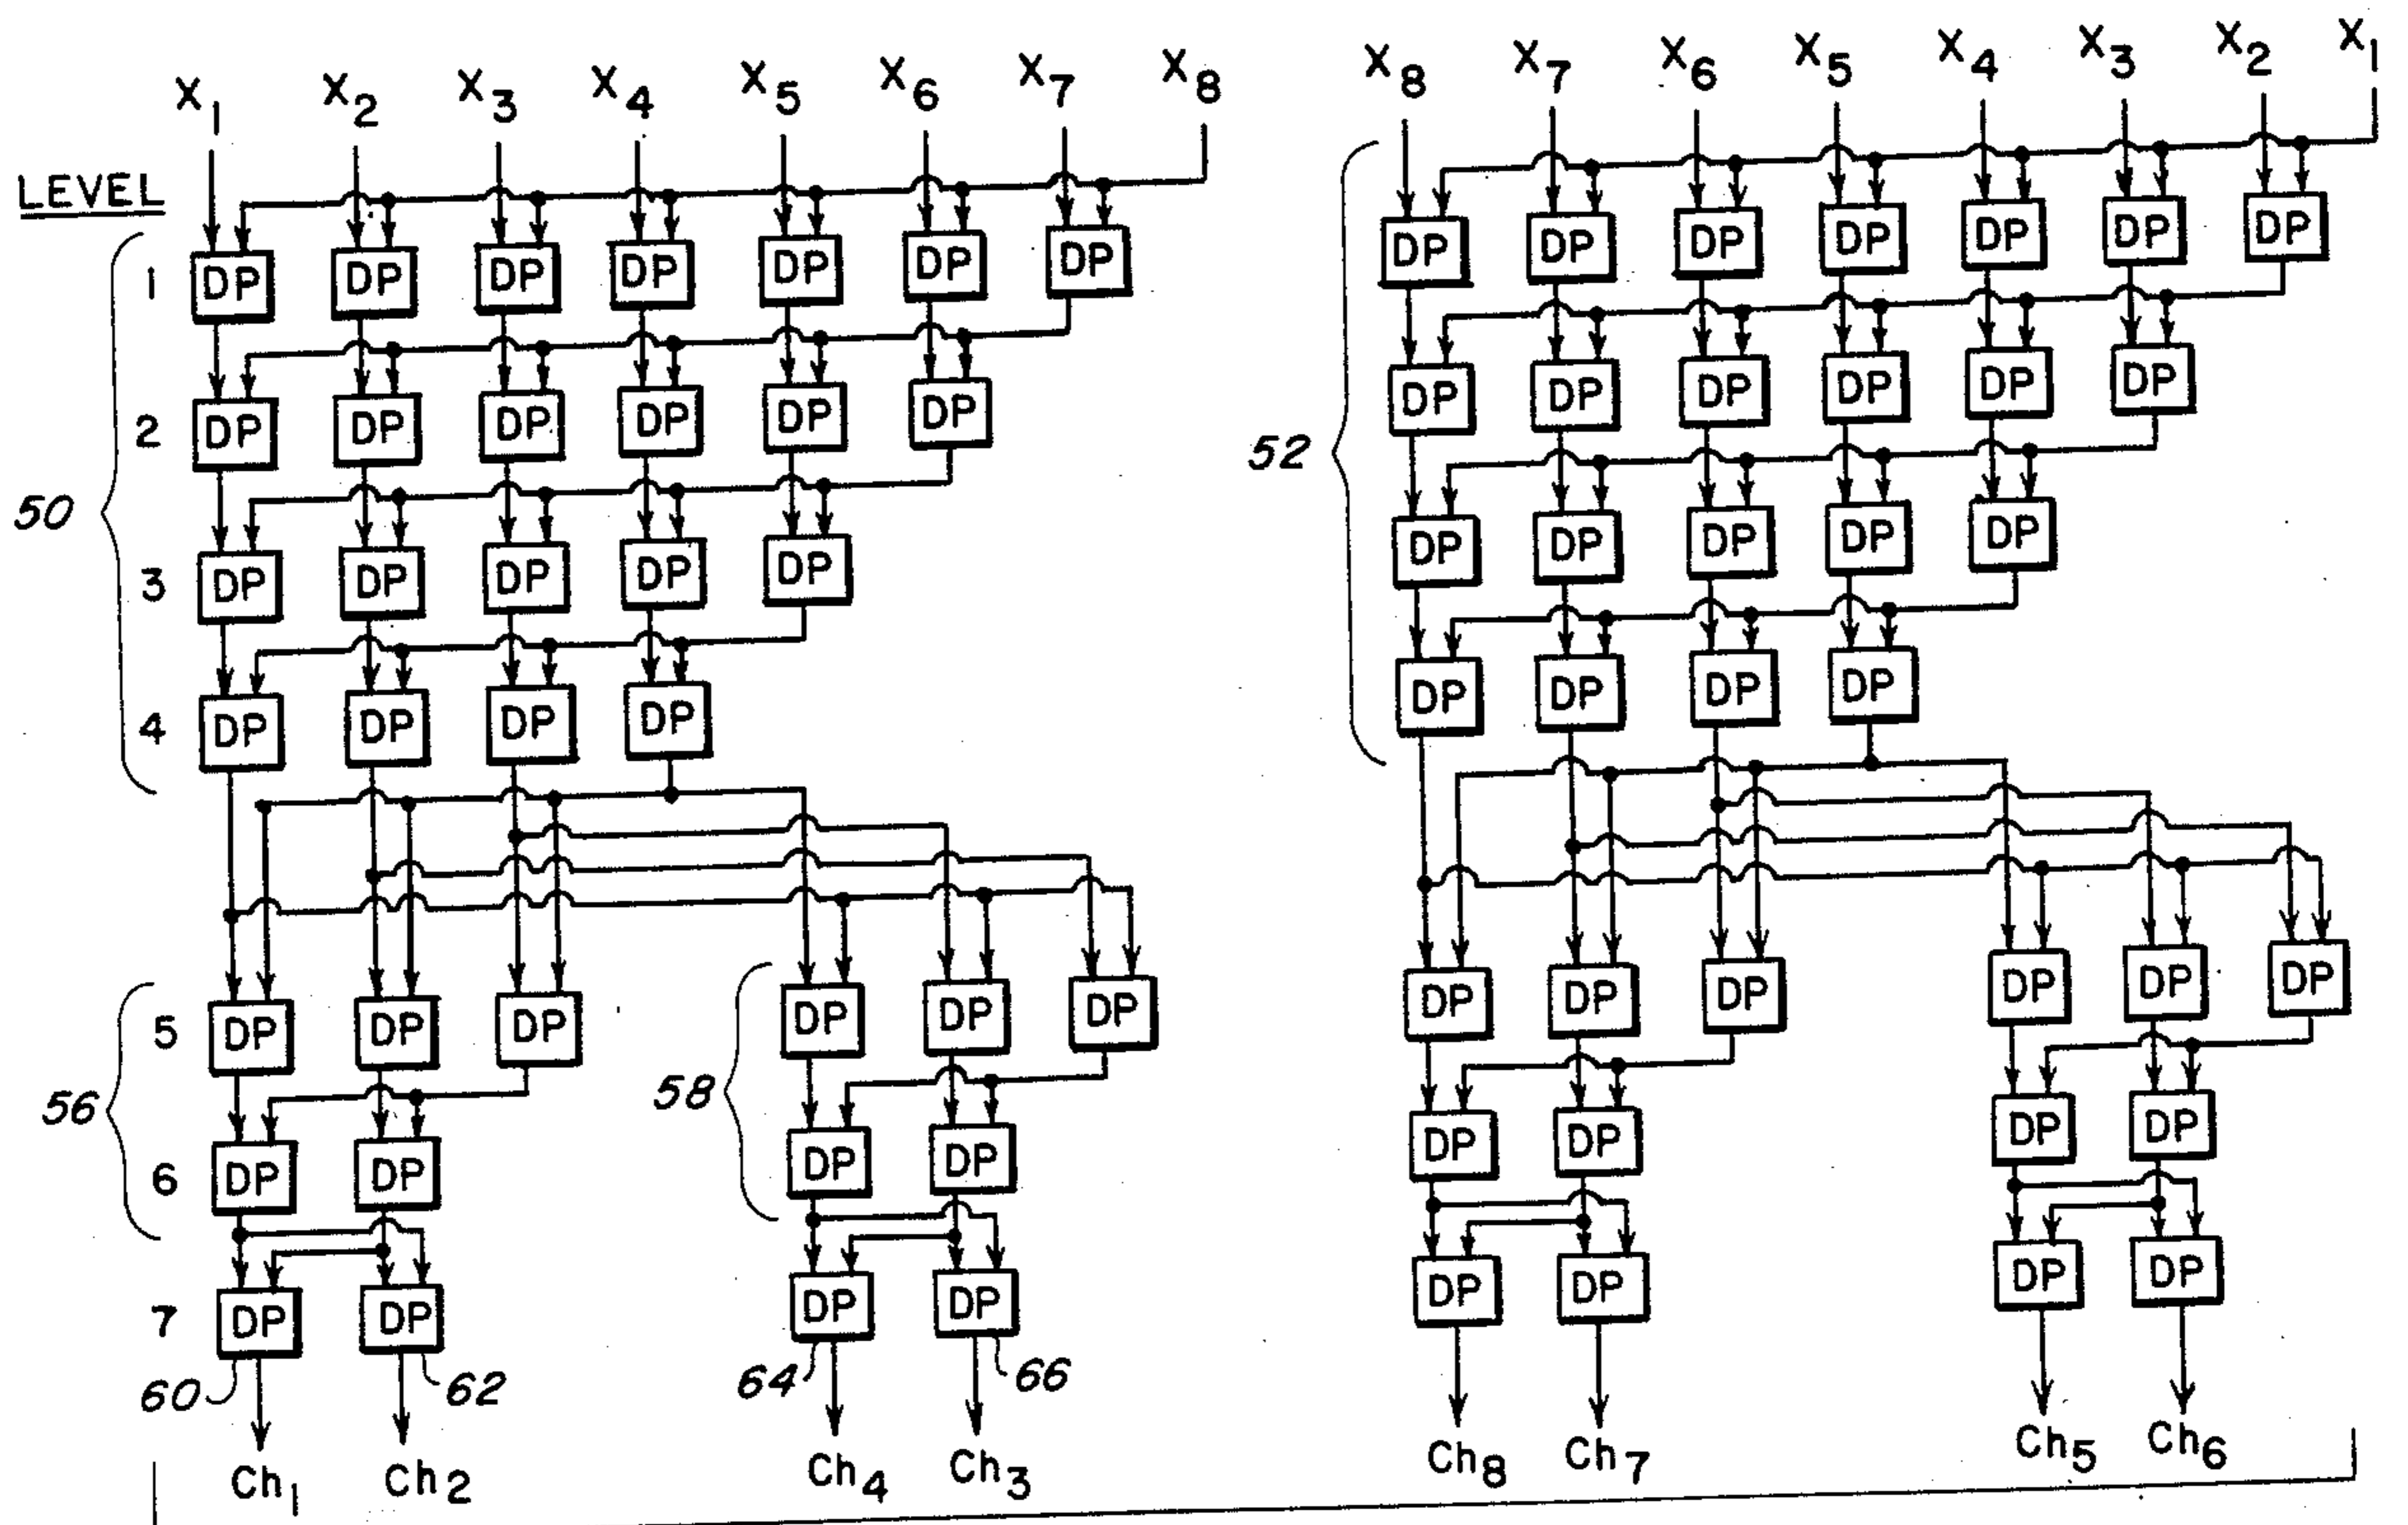 X1 X2 X3 X4 X5 X6 X7 X8 X8 X7 X6 X5 X4 X3 X2 X1
LEVEL
1 DP DP DP DP DP DP DP DP DP DP DP DP DP DP
2 DP DP DP DP DP DP DP DP DP DP DP DP
52
50
3 DP DP DP DP DP DP DP DP DP DP
4 DP DP DP DP DP DP DP DP
5 DP DP DP DP DP DP DP DP DP DP DP DP
56 58
6 DP DP DP DP DP DP DP DP
7 DP DP DP DP DP DP DP DP
60 62 64 66
Ch1 Ch2 Ch4 Ch3 Ch8 Ch7 Ch5 Ch6